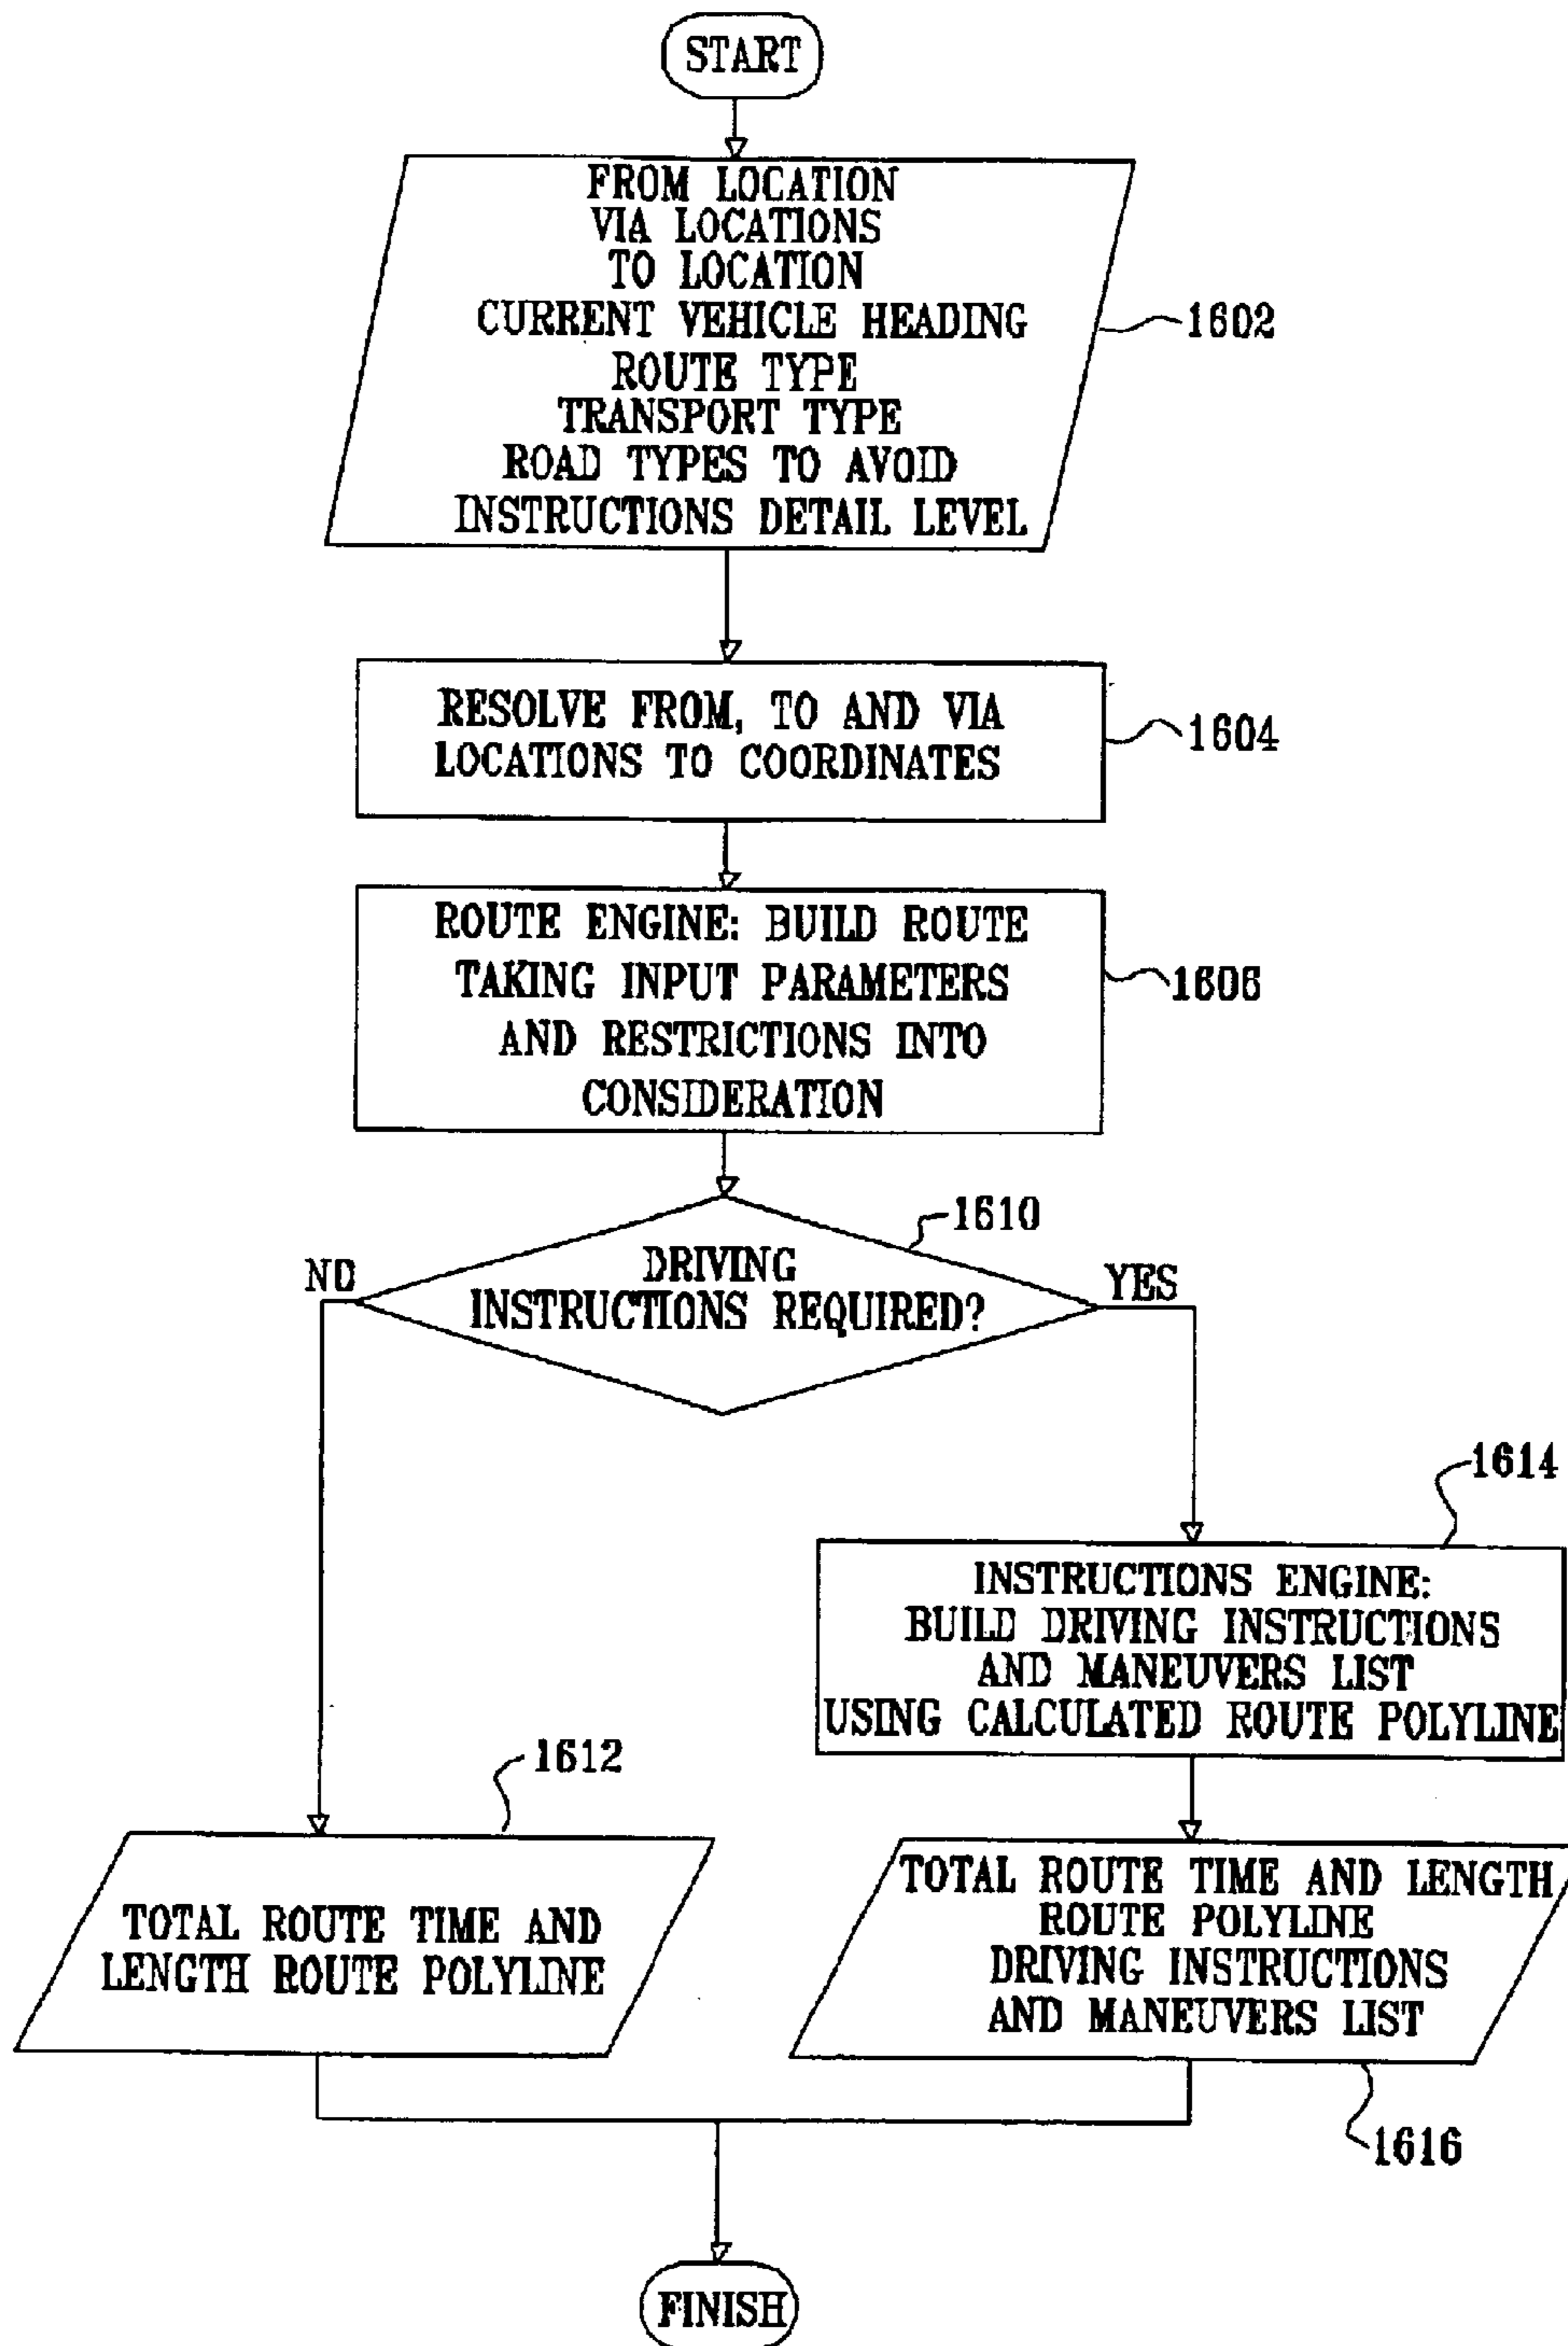 START
FROM LOCATION
VIA LOCATIONS
TO LOCATION
CURRENT VEHICLE HEADING
ROUTE TYPE
TRANSPORT TYPE
ROAD TYPES TO AVOID
INSTRUCTIONS DETAIL LEVEL
1602
RESOLVE FROM, TO AND VIA
LOCATIONS TO COORDINATES
1604
ROUTE ENGINE: BUILD ROUTE
TAKING INPUT PARAMETERS
AND RESTRICTIONS INTO
CONSIDERATION
1606
1610
DRIVING
INSTRUCTIONS REQUIRED?
NO
YES
1614
INSTRUCTIONS ENGINE:
BUILD DRIVING INSTRUCTIONS
AND MANEUVERS LIST
USING CALCULATED ROUTE POLYLINE
1612
TOTAL ROUTE TIME AND
LENGTH ROUTE POLYLINE
TOTAL ROUTE TIME AND LENGTH
ROUTE POLYLINE
DRIVING INSTRUCTIONS
AND MANEUVERS LIST
1616
FINISH